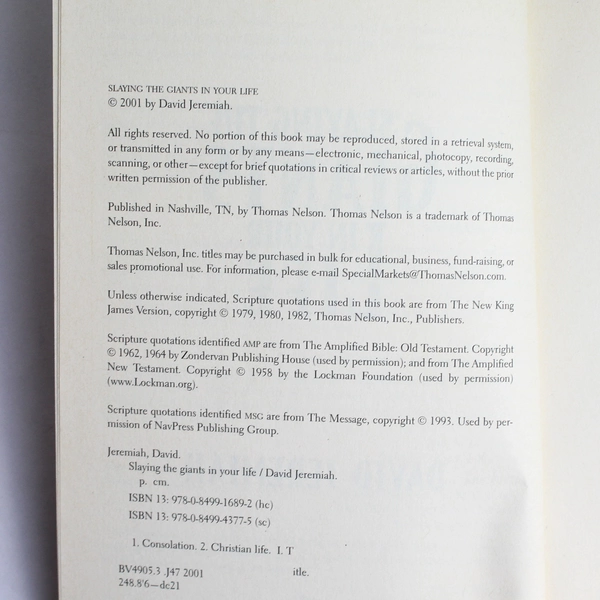 SLAYING THE GIANTS IN YOUR LIFE
© 2001 by David Jeremiah.
All rights reserved. No portion of this book may be reproduced, stored in a retrieval system,
or transmitted in any form or by any means—electronic, mechanical, photocopy, recording,
scanning, or other—except for brief quotations in critical reviews or articles, without the prior
written permission of the publisher.
Published in Nashville, TN, by Thomas Nelson. Thomas Nelson is a trademark of Thomas
Nelson, Inc.
Thomas Nelson, Inc. titles may be purchased in bulk for educational, business, fund-raising, or
sales promotional use. For information, please e-mail SpecialMarkets@ThomasNelson.com.
Unless otherwise indicated, Scripture quotations used in this book are from The New King
James Version, copyright © 1979, 1980, 1982, Thomas Nelson, Inc., Publishers.
Scripture quotations identified AMP are from The Amplified Bible: Old Testament. Copyright
© 1962, 1964 by Zondervan Publishing House (used by permission); and from The Amplified
New Testament. Copyright © 1958 by the Lockman Foundation (used by permission)
(www.Lockman.org).
Scripture quotations identified MSG are from The Message, copyright © 1993. Used by per-
mission of NavPress Publishing Group.
Jeremiah, David.
Slaying the giants in your life / David Jeremiah.
p. cm.
ISBN 13: 978-0-8499-1689-2 (hc)
ISBN 13: 978-0-8499-4377-5 (sc)
1. Consolation. 2. Christian life. I. T
BV4905.3 .J47 2001 itle.
248.8'6—dc21